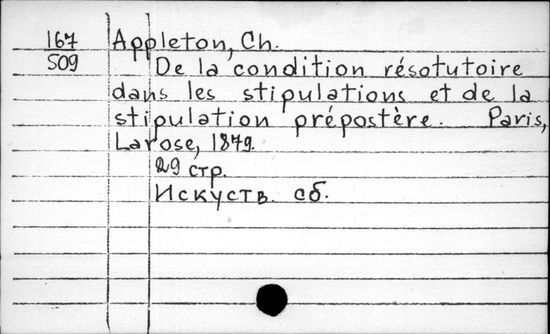 167 Appleton, Ch.
509 De la condition résotutoire
dans les stipulations et de la
stipulation prépostère. Paris,
Larose, 1879.
29 стр.
Искуств. сб.